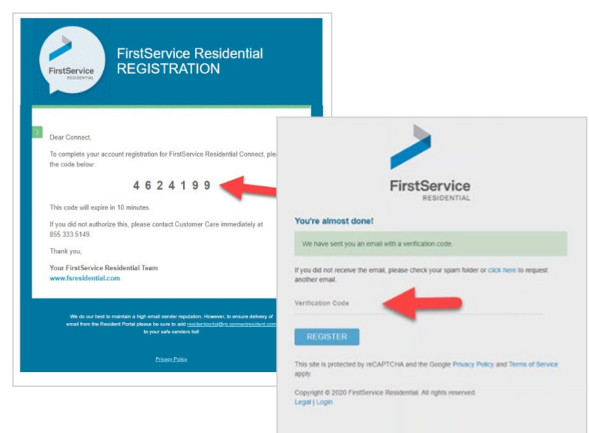 FirstService
RESIDENTIAL
FirstService Residential
REGISTRATION
Dear Connect,
To complete your account registration for FirstService Residential Connect,
the code below:
4 6 2 4 1 9 9
This code will expire in 10 minutes.
If you did not authorize this, please contact Customer Care immediately at
855.333.5149.
Thank you,
Your FirstService Residential Team
www.fsresidential.com
We do our best to maintain a high email sender reputation. However, to ensure delivery of
email from the Resident Portal please be sure to add
to your safe senders list!
Privacy Policy
FirstService
RESIDENTIAL
You're almost done!
We have sent you an email with a verification code.
If you did not receive the email, please check your spam folder or click here to request
another email.
Verification Code
REGISTER
This site is protected by reCAPTCHA and the Google Privacy Policy and Terms of Service
apply.
Copyright © 2020 FirstService Residential. All rights reserved.
Legal | Login